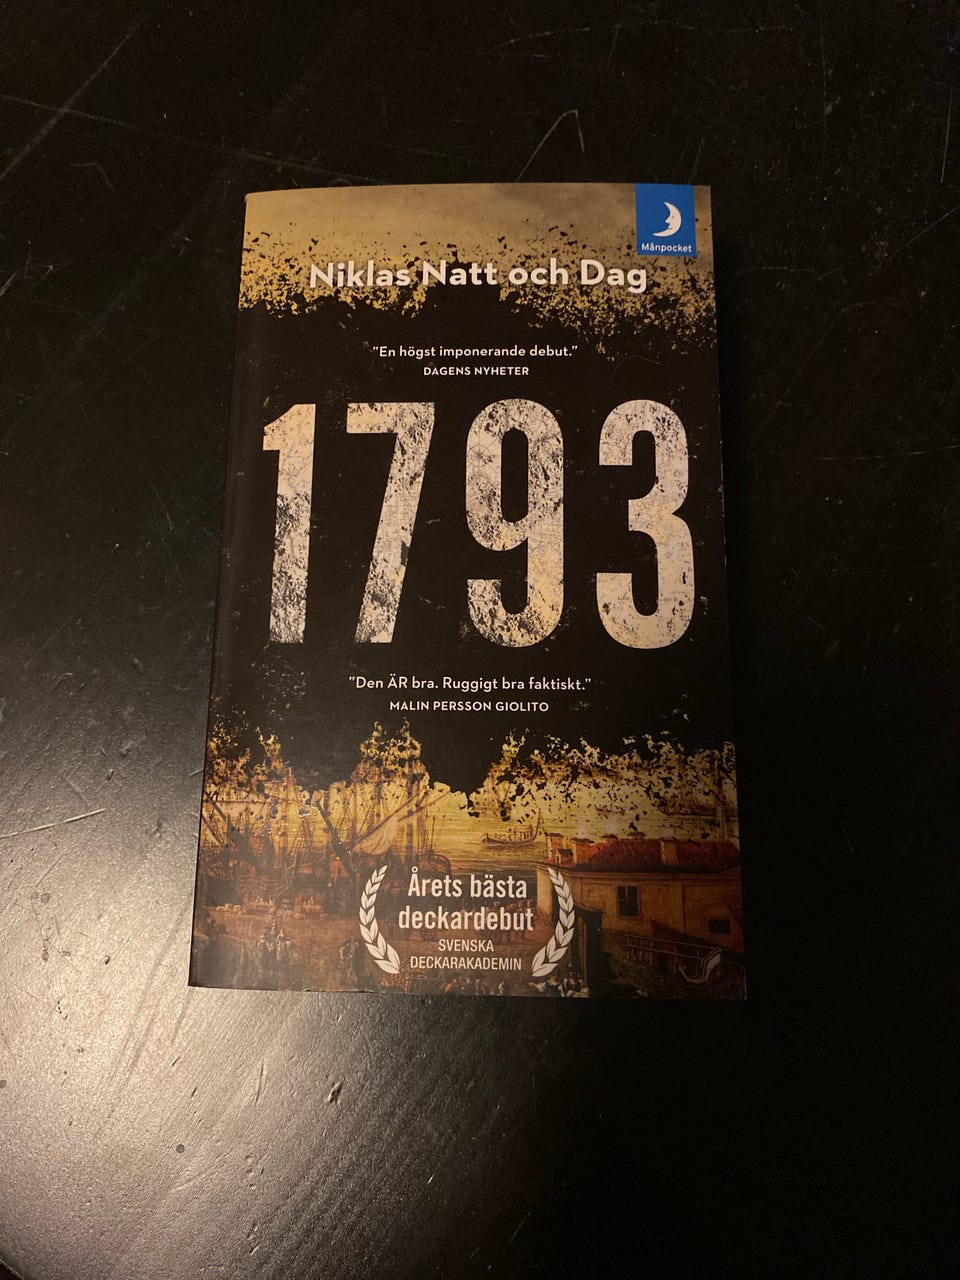 Månpocket
Niklas Natt och Dag
”En högst imponerande debut.”
DAGENS NYHETER
1793
”Den ÄR bra. Ruggigt bra faktiskt.”
MALIN PERSSON GIOLITO
Årets bästa
deckardebut
SVENSKA
DECKARAKADEMIN